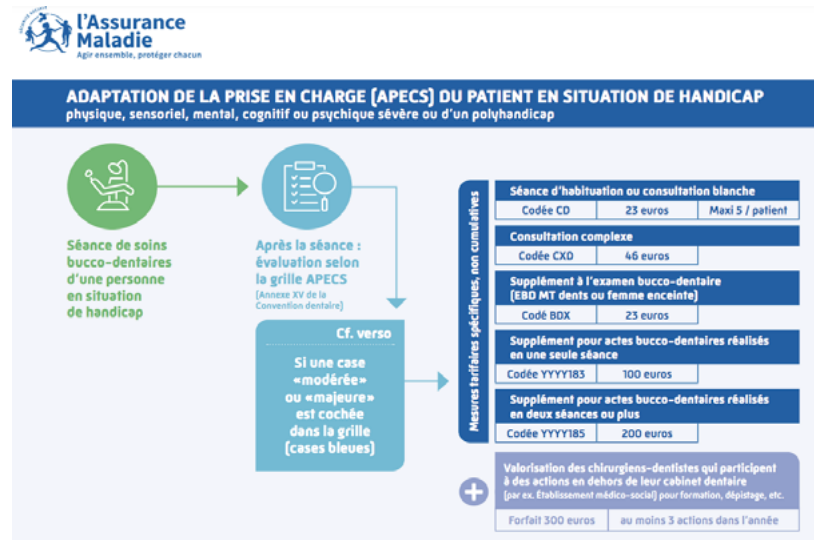 l'Assurance
Maladie
Agir ensemble, protéger chacun
ADAPTATION DE LA PRISE EN CHARGE (APECS) DU PATIENT EN SITUATION DE HANDICAP
physique, sensoriel, mental, cognitif ou psychique sévère ou d'un polyhandicap
Séance de soins
bucco-dentaires
d'une personne
en situation
de handicap
Après la séance :
évaluation selon
la grille APECS
(Annexe XV de la
Convention dentaire)
Cf. verso
Si une case
«modérée»
ou «majeure»
est cochée
dans la grille
(cases bleues)
Mesures tarifaires spécifiques, non cumulatives
Séance d'habituation ou consultation blanche
Codée CD 23 euros Maxi 5 / patient
Consultation complexe
Codée CXD 46 euros
Supplément à l'examen bucco-dentaire
(EBD MT dents ou femme enceinte)
Codé BDX 23 euros
Supplément pour actes bucco-dentaires réalisés
en une seule séance
Codée YYYY183 100 euros
Supplément pour actes bucco-dentaires réalisés
en deux séances ou plus
Codée YYYY185 200 euros
+
Valorisation des chirurgiens-dentistes qui participent
à des actions en dehors de leur cabinet dentaire
(par ex. Établissement médico-social) pour formation, dépistage, etc.
Forfait 300 euros au moins 3 actions dans l'année